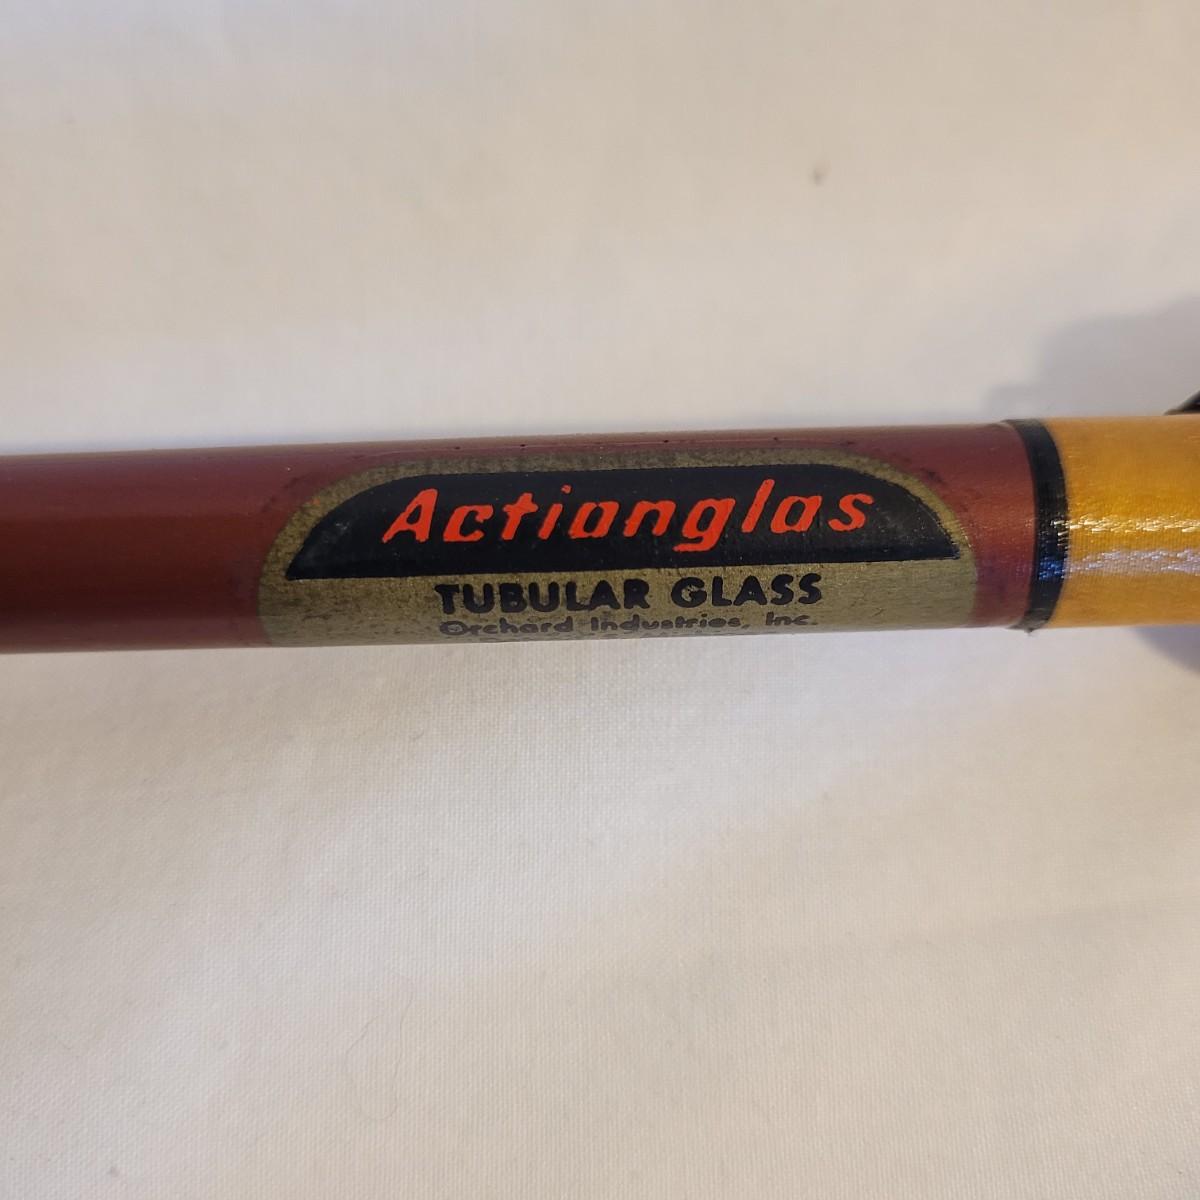 Actionglas
TUBULAR GLASS
Orchard Industries, Inc.